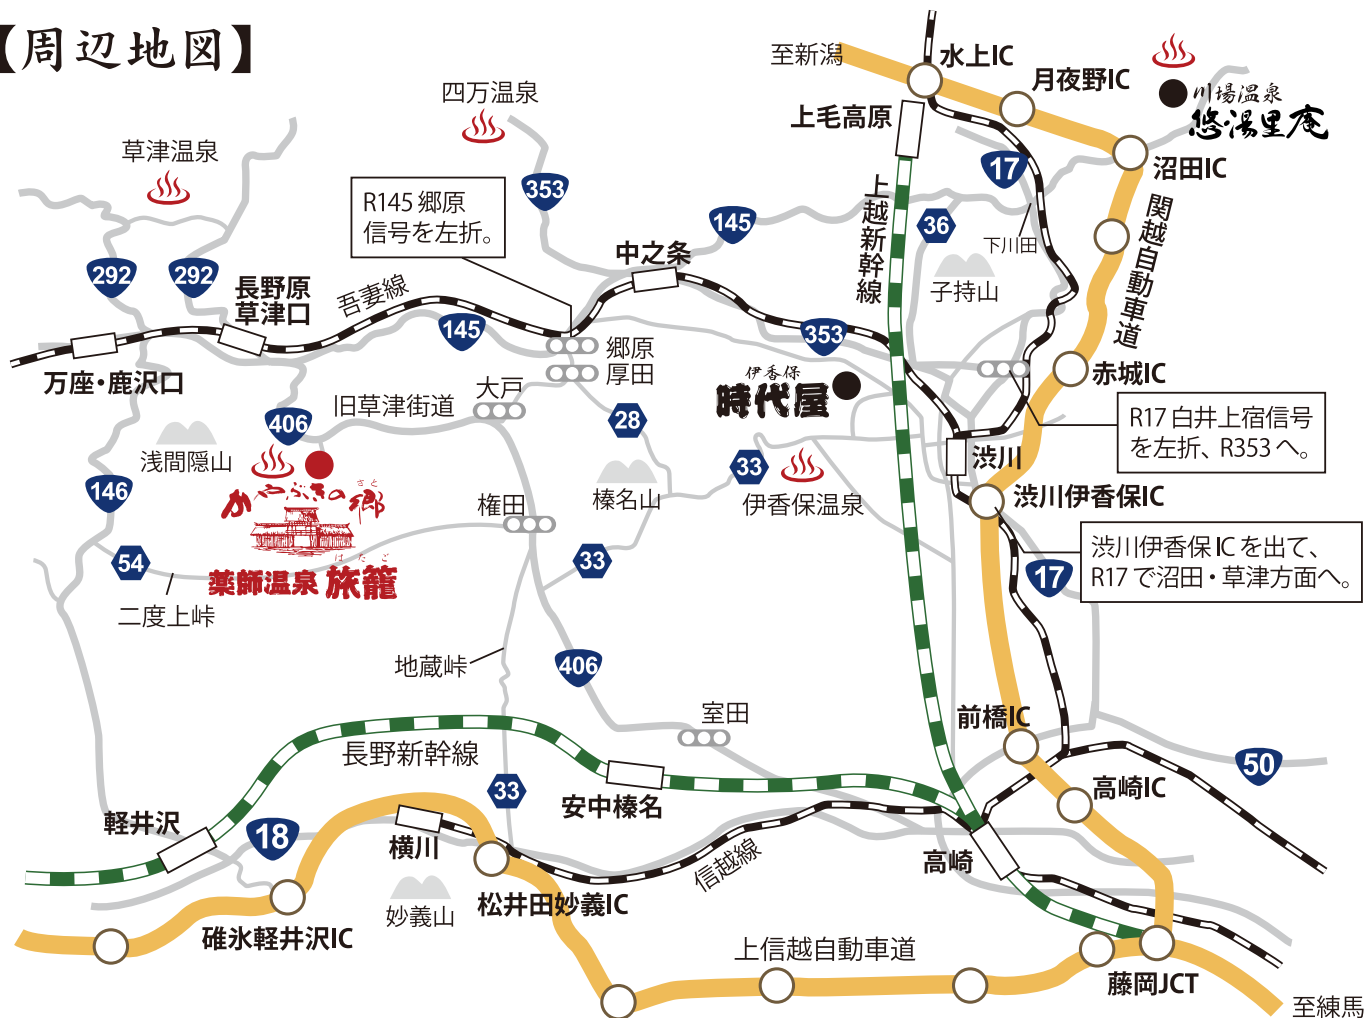 【周辺地図】
至新潟
水上IC
月夜野IC
川場温泉
悠湯里庵
四万温泉
上毛高原
草津温泉
沼田IC
17
353
R145 郷原
信号を左折。
上越新幹線
関越自動車道
145
36
下川田
中之条
292
292
長野原
草津口
吾妻線
子持山
145
353
郷原
厚田
万座・鹿沢口
大戸
伊香保
時代屋
赤城IC
旧草津街道
406
28
R17 白井上宿信号
を左折、R353 へ。
浅間隠山
渋川
33
榛名山
伊香保温泉
146
さと
かやぶきの郷
権田
渋川伊香保IC
54
はたご
薬師温泉 旅籠
33
17
渋川伊香保 IC を出て、
R17 で沼田・草津方面へ。
二度上峠
地蔵峠
406
室田
前橋IC
長野新幹線
50
33
安中榛名
高崎IC
軽井沢
18
横川
信越線
高崎
妙義山
松井田妙義IC
碓氷軽井沢IC
上信越自動車道
藤岡JCT
至練馬